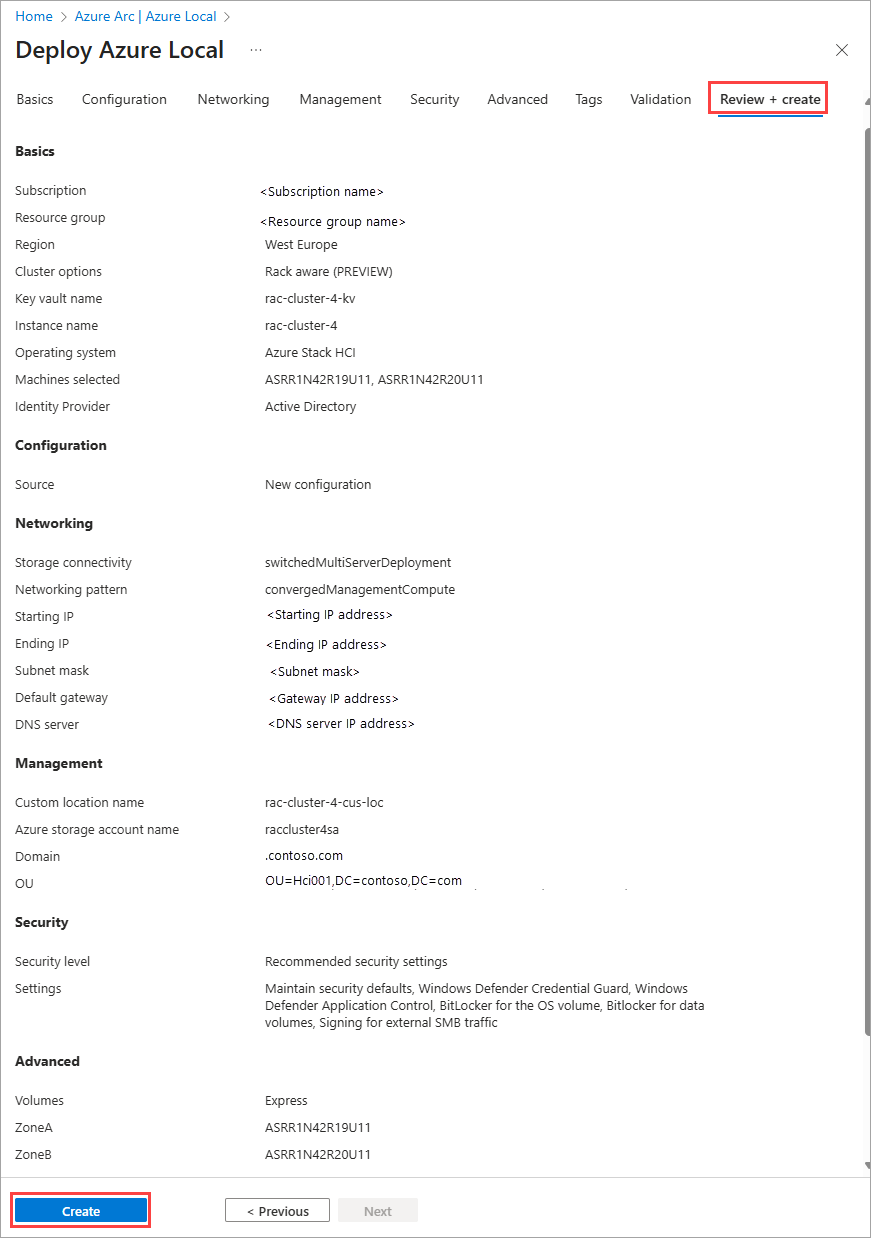 Home > Azure Arc | Azure Local >
Deploy Azure Local ...
Basics Configuration Networking Management Security Advanced Tags Validation Review + create
Basics
Subscription <Subscription name>
Resource group <Resource group name>
Region West Europe
Cluster options Rack aware (PREVIEW)
Key vault name rac-cluster-4-kv
Instance name rac-cluster-4
Operating system Azure Stack HCI
Machines selected ASRR1N42R19U11, ASRR1N42R20U11
Identity Provider Active Directory
Configuration
Source New configuration
Networking
Storage connectivity switchedMultiServerDeployment
Networking pattern convergedManagementCompute
Starting IP <Starting IP address>
Ending IP <Ending IP address>
Subnet mask <Subnet mask>
Default gateway <Gateway IP address>
DNS server <DNS server IP address>
Management
Custom location name rac-cluster-4-cus-loc
Azure storage account name raccluster4sa
Domain .contoso.com
OU OU=Hci001,DC=contoso,DC=com
Security
Security level Recommended security settings
Settings Maintain security defaults, Windows Defender Credential Guard, Windows
Defender Application Control, BitLocker for the OS volume, Bitlocker for data
volumes, Signing for external SMB traffic
Advanced
Volumes Express
ZoneA ASRR1N42R19U11
ZoneB ASRR1N42R20U11
Create < Previous Next